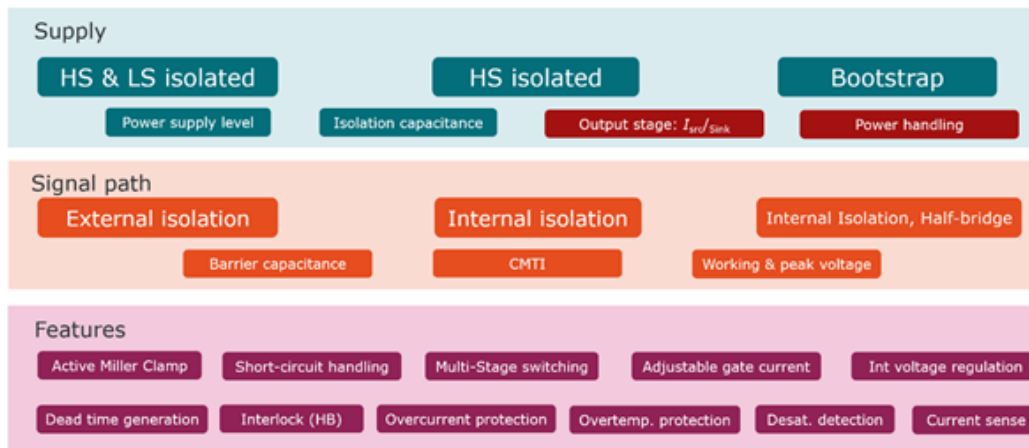 Supply
HS & LS isolated
HS isolated
Bootstrap
Power supply level
Isolation capacitance
Output stage: Isrc/Sink
Power handling
Signal path
External isolation
Internal isolation
Internal Isolation, Half-bridge
Barrier capacitance
CMTI
Working & peak voltage
Features
Active Miller Clamp
Short-circuit handling
Multi-Stage switching
Adjustable gate current
Int voltage regulation
Dead time generation
Interlock (HB)
Overcurrent protection
Overtemp. protection
Desat. detection
Current sense